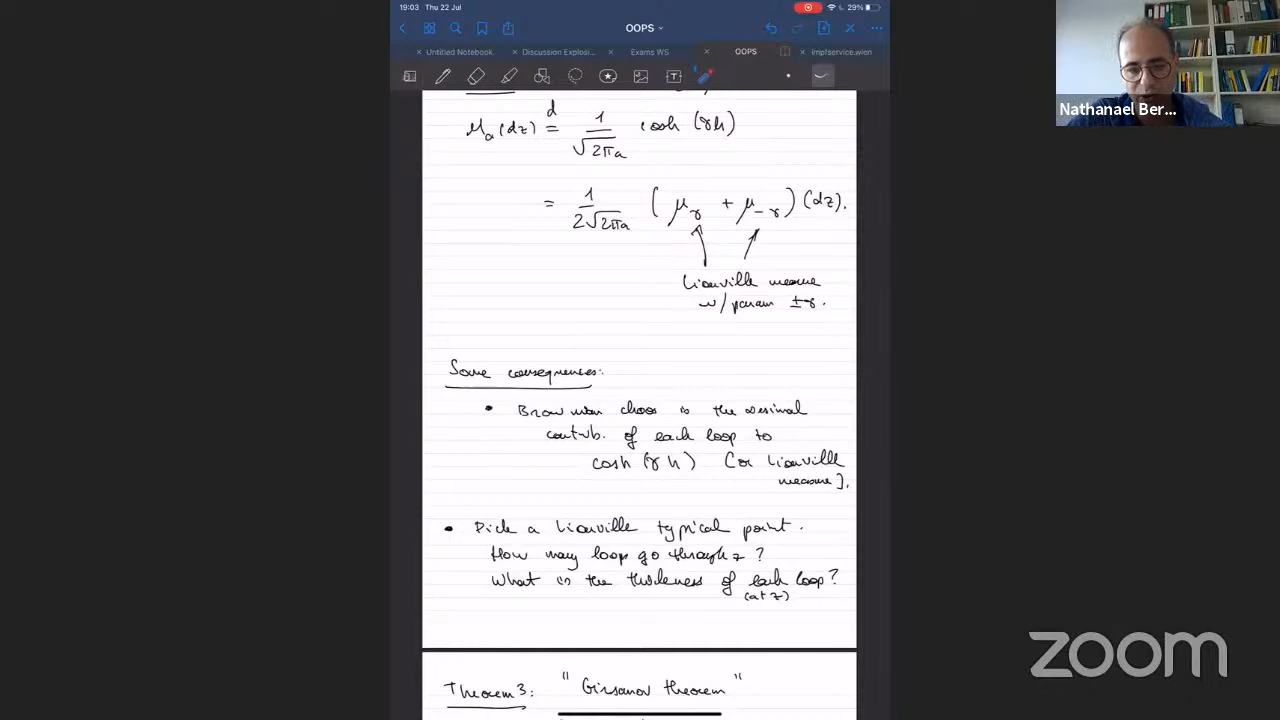 19:03 Thu 22 Jul
29%
OOPS
Untitled Notebook
Discussion Explosi...
Exams WS
OOPS
impfservice.wien
Nathanael Ber...
M_a (dz) =^d 1/√2πa cosh (γh)
= 1/2√2πa (μ_γ + μ_-γ) (dz).
Liouville measure
w/ param ±γ.
Some consequences:
• Brownian chaos is the
contrib. of each loop to
cosh (γh) (or Liouville
measure].
• Pick a Liouville typical point.
How many loop go through z?
What is the thickness of each loop?
(at z)
Theorem 3: "Girsanov theorem"
zoom